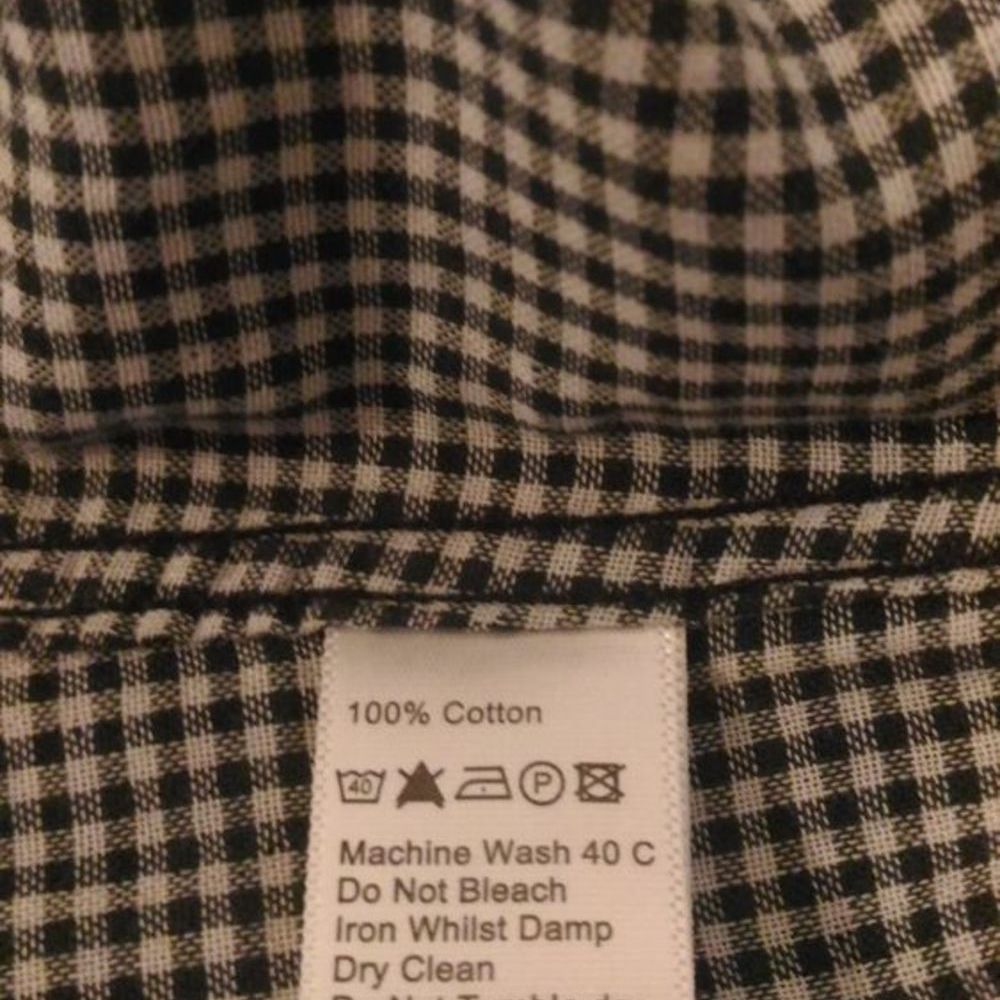 100% Cotton
40 P
Machine Wash 40 C
Do Not Bleach
Iron Whilst Damp
Dry Clean